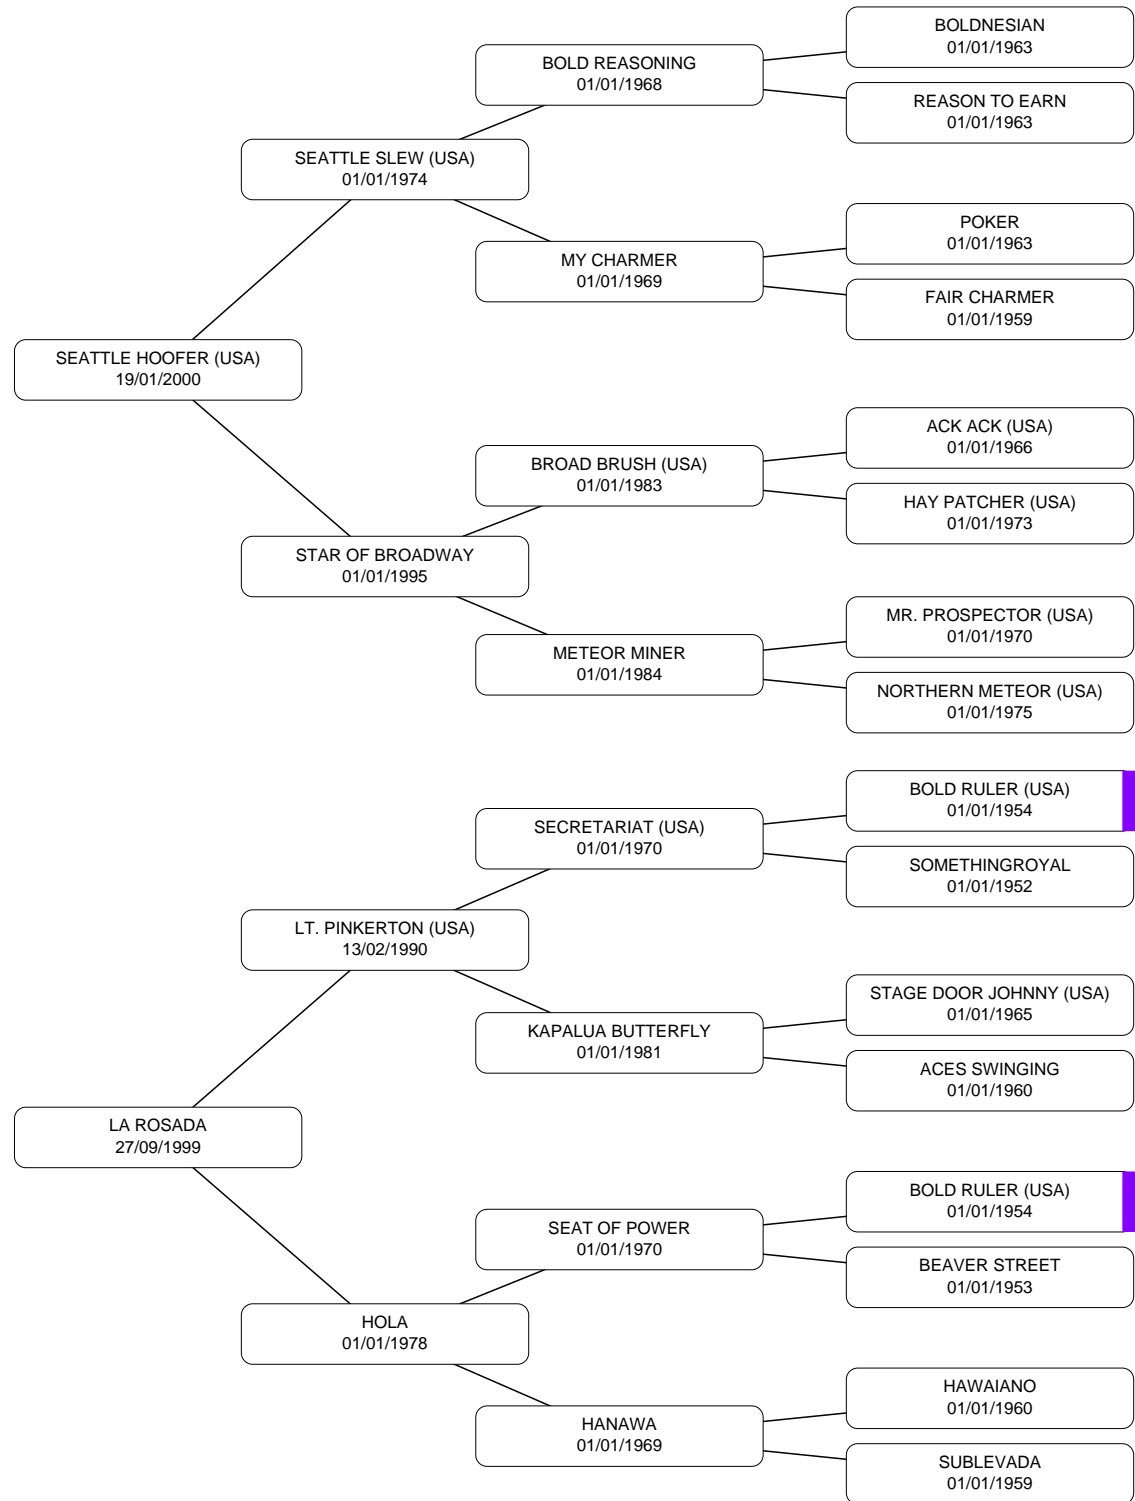 BOLDNESIAN
01/01/1963
BOLD REASONING
01/01/1968
REASON TO EARN
01/01/1963
SEATTLE SLEW (USA)
01/01/1974
POKER
01/01/1963
MY CHARMER
01/01/1969
FAIR CHARMER
01/01/1959
SEATTLE HOOFER (USA)
19/01/2000
ACK ACK (USA)
01/01/1966
BROAD BRUSH (USA)
01/01/1983
HAY PATCHER (USA)
01/01/1973
STAR OF BROADWAY
01/01/1995
MR. PROSPECTOR (USA)
01/01/1970
METEOR MINER
01/01/1984
NORTHERN METEOR (USA)
01/01/1975
BOLD RULER (USA)
01/01/1954
SECRETARIAT (USA)
01/01/1970
SOMETHINGROYAL
01/01/1952
LT. PINKERTON (USA)
13/02/1990
STAGE DOOR JOHNNY (USA)
01/01/1965
KAPALUA BUTTERFLY
01/01/1981
ACES SWINGING
01/01/1960
LA ROSADA
27/09/1999
BOLD RULER (USA)
01/01/1954
SEAT OF POWER
01/01/1970
BEAVER STREET
01/01/1953
HOLA
01/01/1978
HAWAIANO
01/01/1960
HANAWA
01/01/1969
SUBLEVADA
01/01/1959